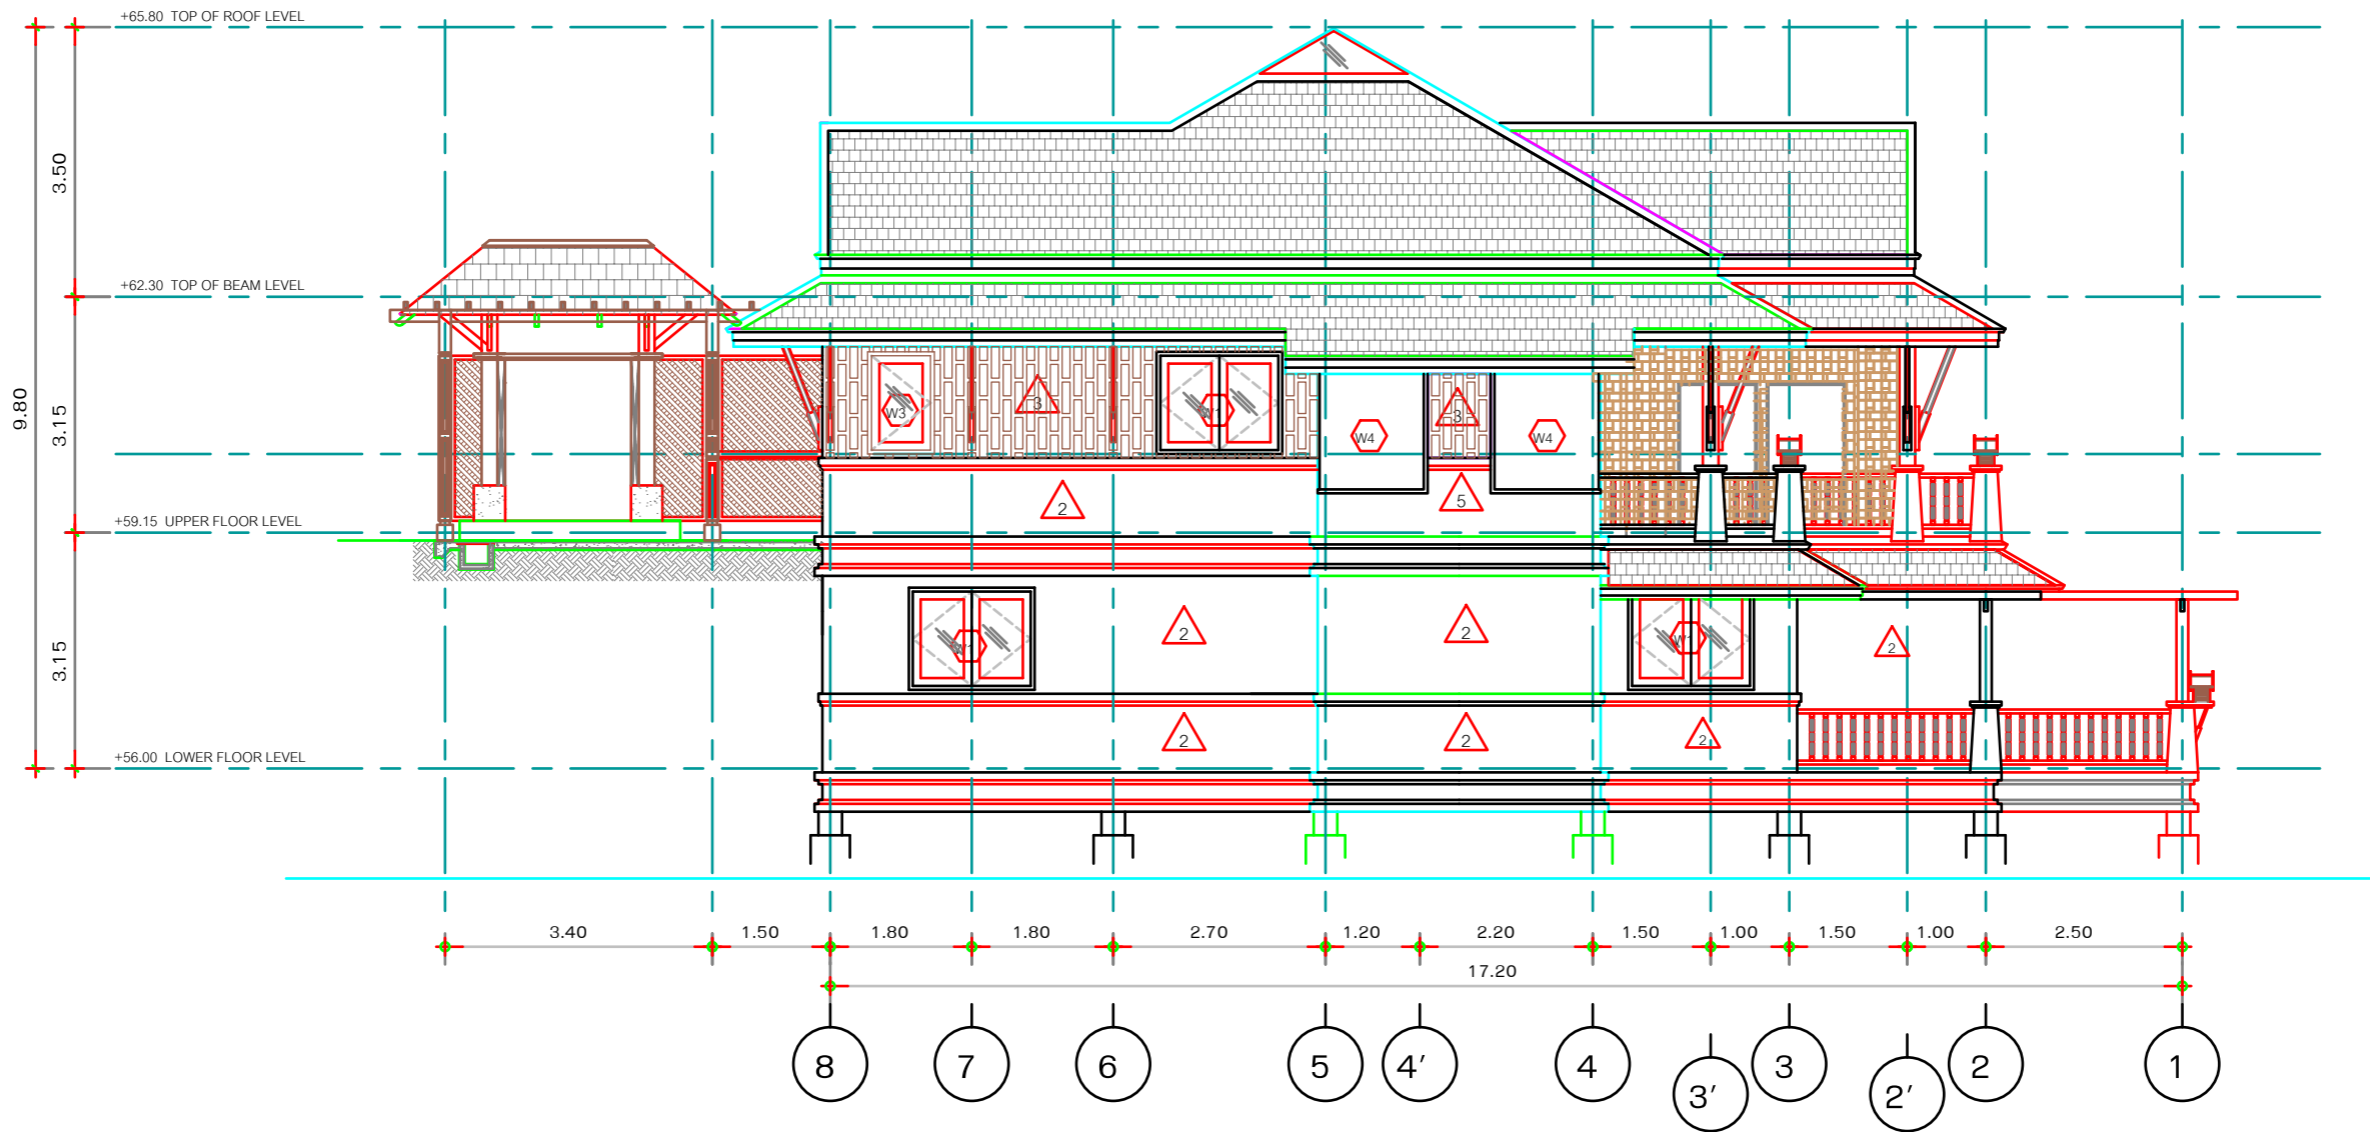 +65.80 TOP OF ROOF LEVEL
3.50
+62.30 TOP OF BEAM LEVEL
9.80
3.15
W3
3
W1
W4
3
W4
2
5
+59.15 UPPER FLOOR LEVEL
3.15
W1
2
2
W1
2
2
2
2
+56.00 LOWER FLOOR LEVEL
3.40 1.50 1.80 1.80 2.70 1.20 2.20 1.50 1.00 1.50 1.00 2.50
17.20
8 7 6 5 4' 4 3' 3 2' 2 1